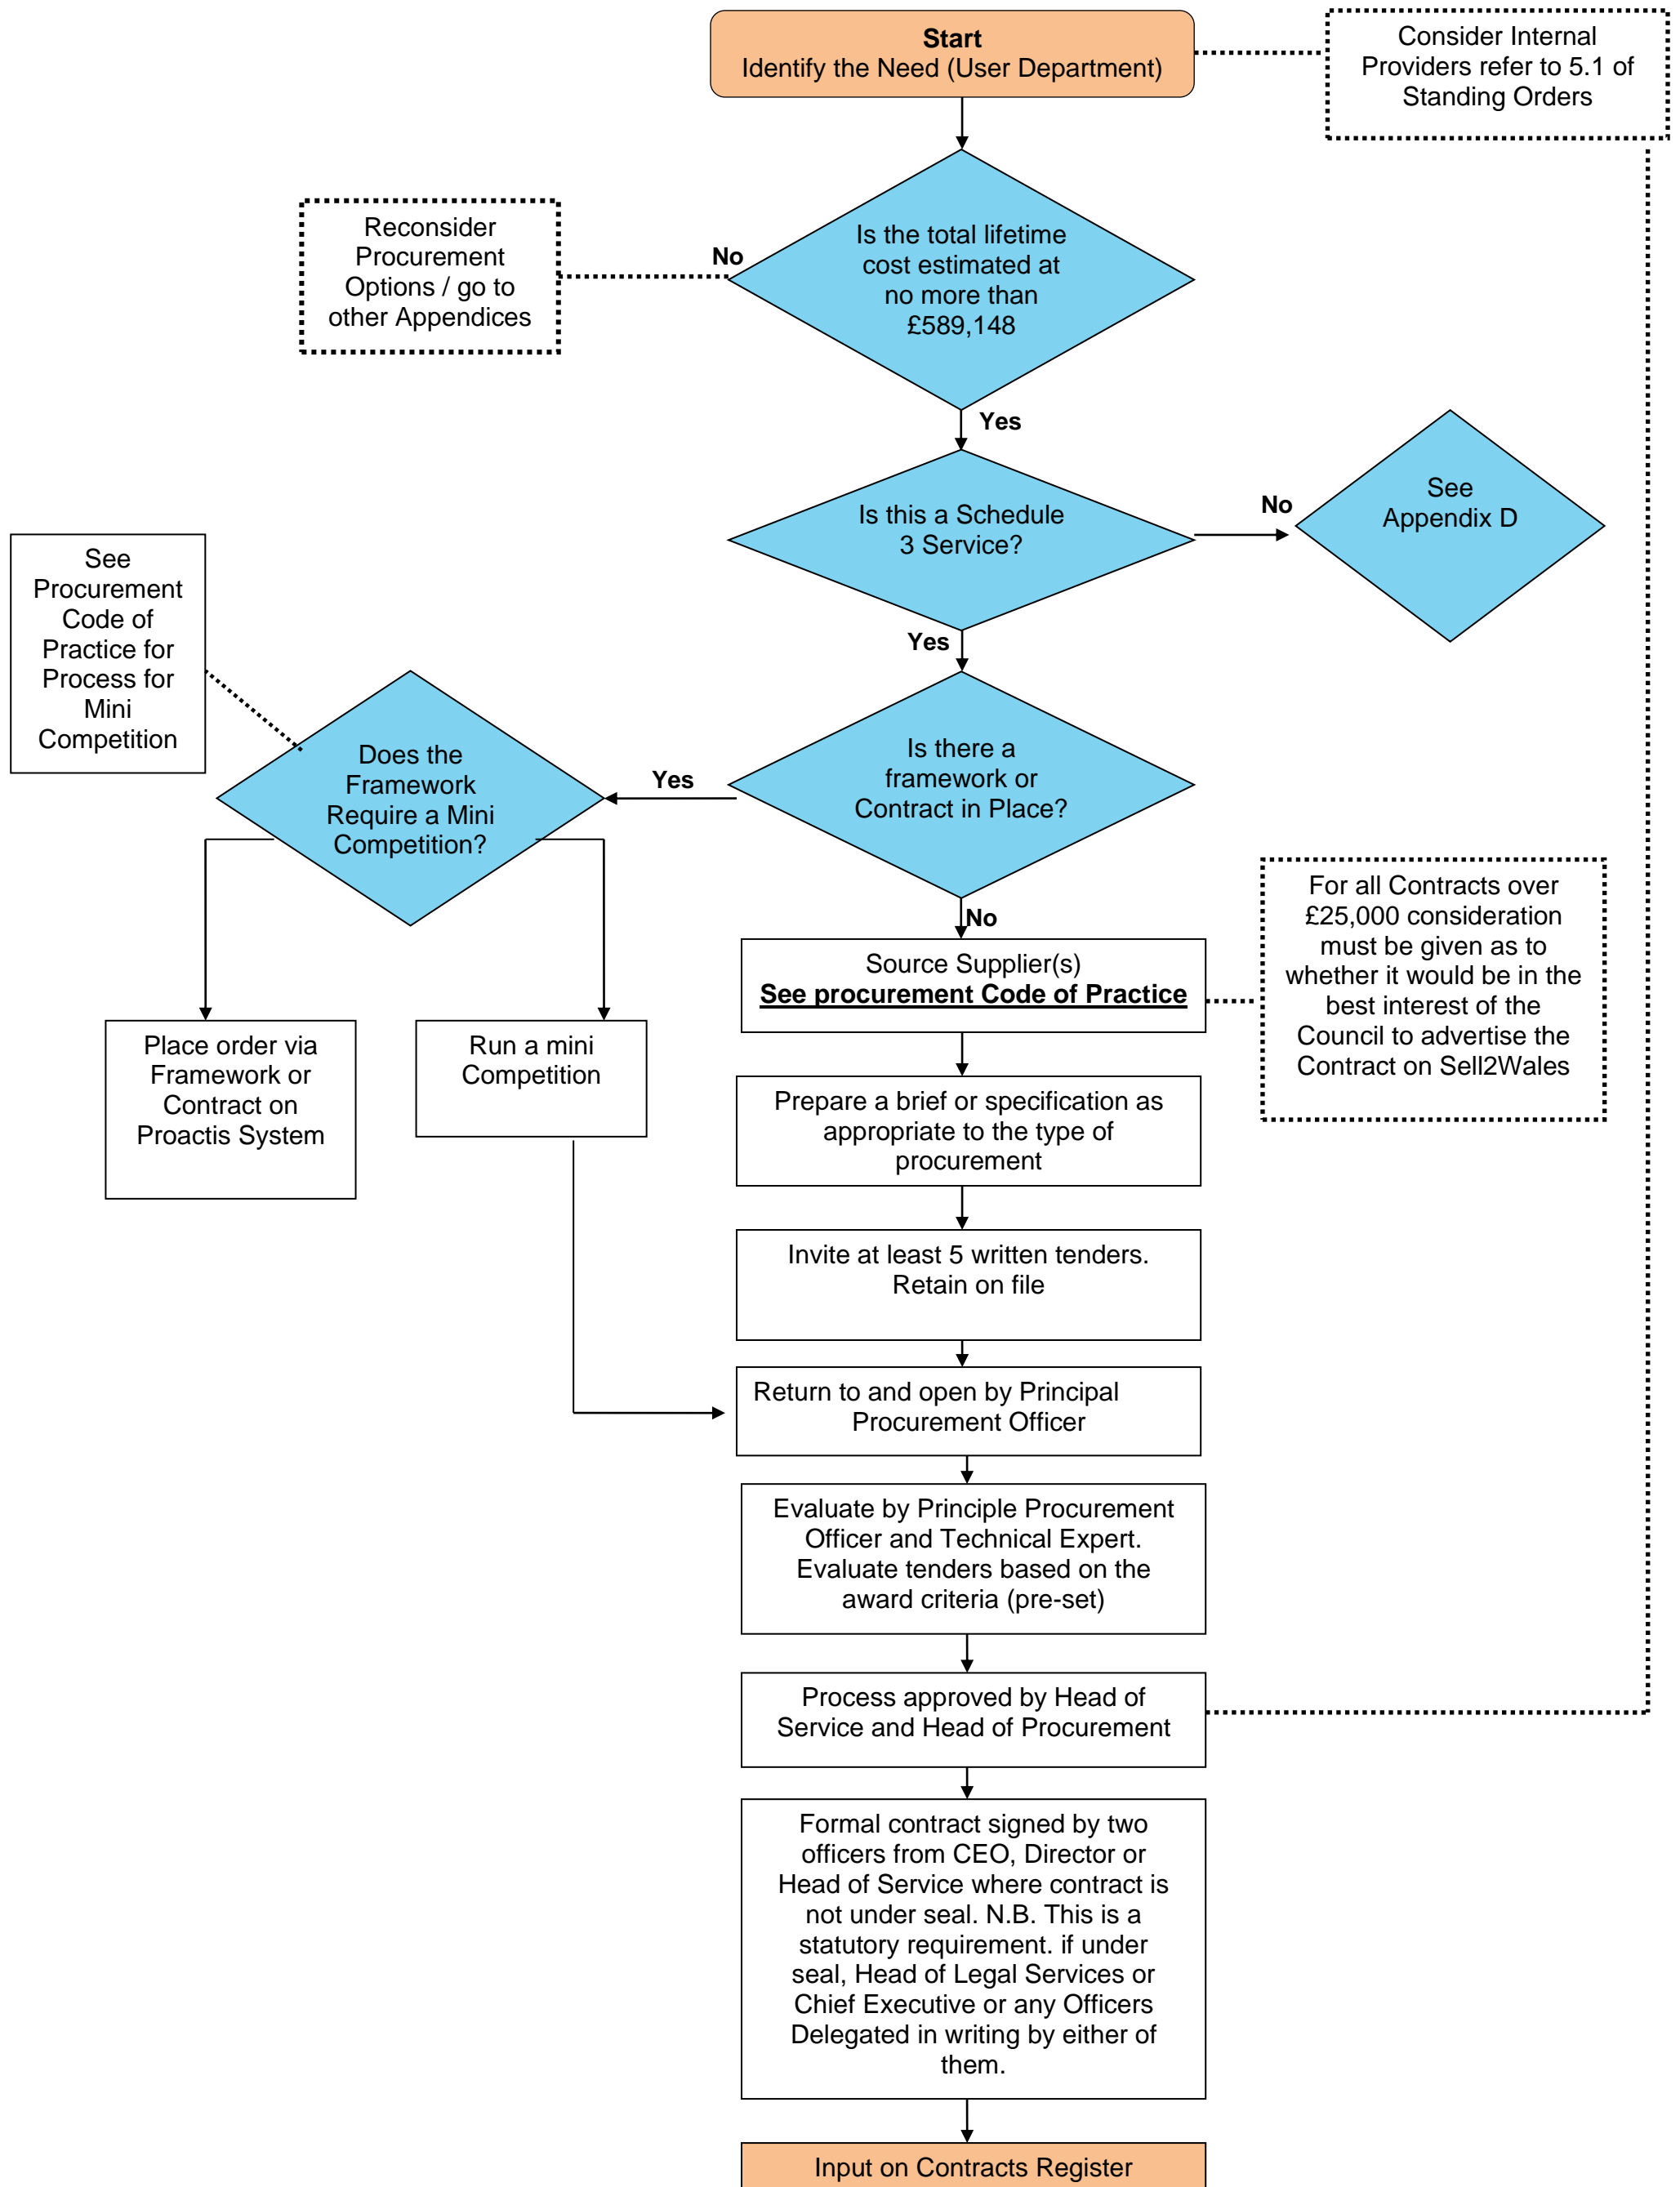 Start
Identify the Need (User Department)
Consider Internal
Providers refer to 5.1 of
Standing Orders
Reconsider
Procurement
Options / go to
other Appendices
No
Is the total lifetime
cost estimated at
no more than
£589,148
Yes
Is this a Schedule
3 Service?
No
See
Appendix D
See
Procurement
Code of
Practice for
Process for
Mini
Competition
Yes
Does the
Framework
Require a Mini
Competition?
Yes
Is there a
framework or
Contract in Place?
No
For all Contracts over
£25,000 consideration
must be given as to
whether it would be in the
best interest of the
Council to advertise the
Contract on Sell2Wales
Source Supplier(s)
See procurement Code of Practice
Place order via
Framework or
Contract on
Proactis System
Run a mini
Competition
Prepare a brief or specification as
appropriate to the type of
procurement
Invite at least 5 written tenders.
Retain on file
Return to and open by Principal
Procurement Officer
Evaluate by Principle Procurement
Officer and Technical Expert.
Evaluate tenders based on the
award criteria (pre-set)
Process approved by Head of
Service and Head of Procurement
Formal contract signed by two
officers from CEO, Director or
Head of Service where contract is
not under seal. N.B. This is a
statutory requirement. if under
seal, Head of Legal Services or
Chief Executive or any Officers
Delegated in writing by either of
them.
Input on Contracts Register